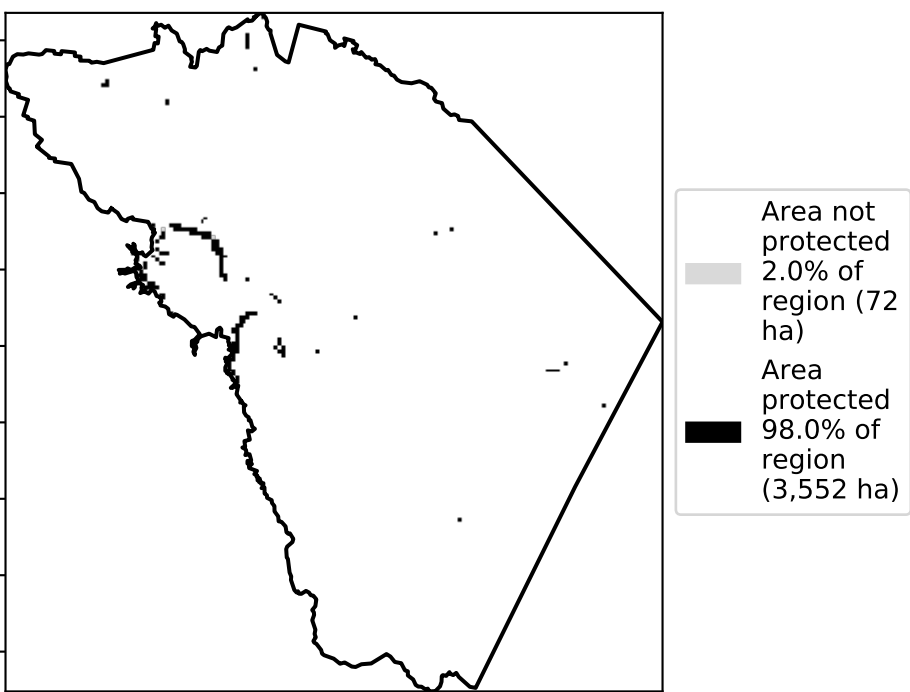 Area not
protected
2.0% of
region (72
ha)
Area
protected
98.0% of
region
(3,552 ha)